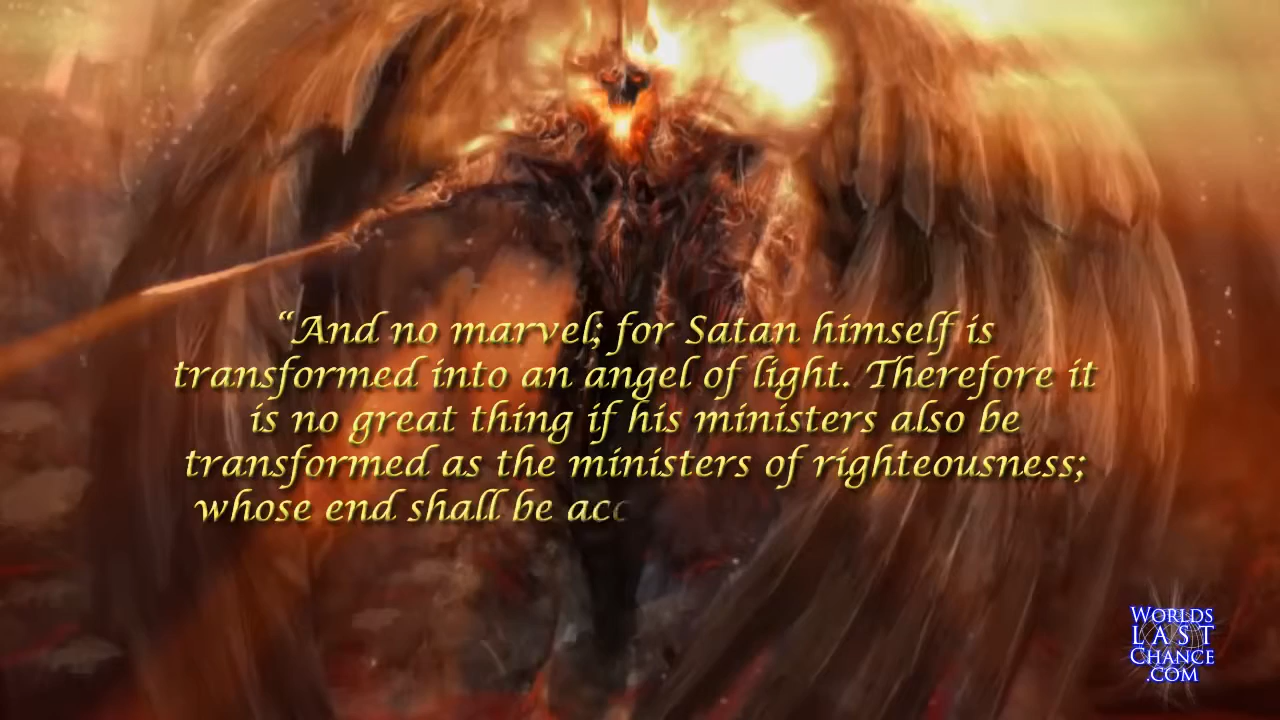 “And no marvel; for Satan himself is
transformed into an angel of light. Therefore it
is no great thing if his ministers also be
transformed as the ministers of righteousness;
whose end shall be acc
WORLDS
LAST
CHANCE
.COM